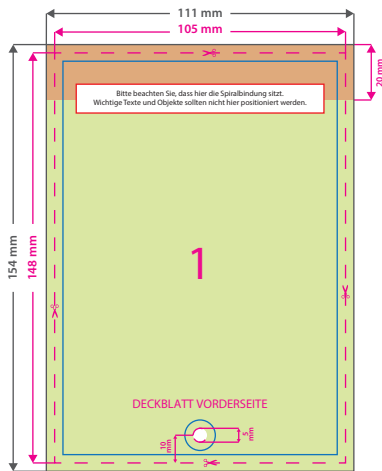 111 mm
105 mm
20 mm
Bitte beachten Sie, dass hier die Spiralbindung sitzt.
Wichtige Texte und Objekte sollten nicht hier positioniert werden.
154 mm
148 mm
1
DECKBLATT VORDERSEITE
10
mm
5
mm